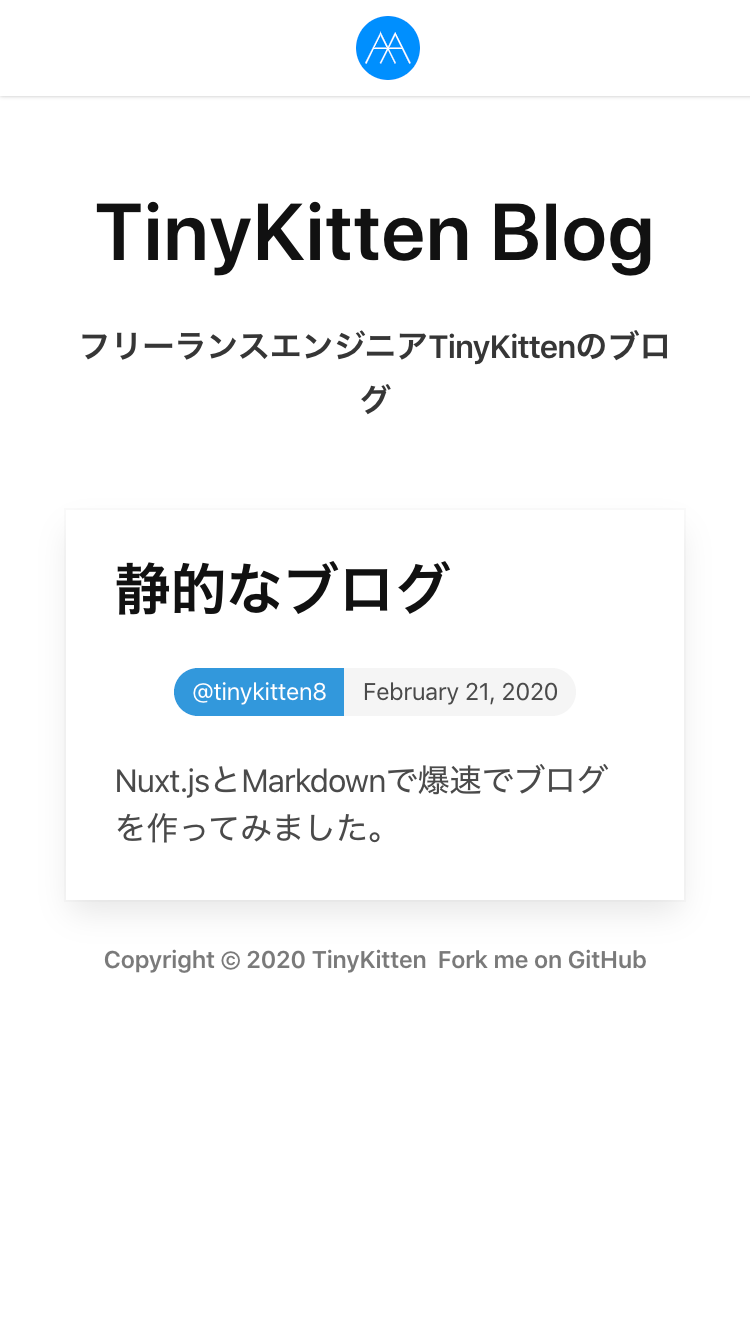 TinyKitten Blog
フリーランスエンジニアTinyKittenのブロ
グ
静的なブログ
@tinykitten8 February 21, 2020
Nuxt.jsとMarkdownで爆速でブログ
を作ってみました。
Copyright © 2020 TinyKitten Fork me on GitHub